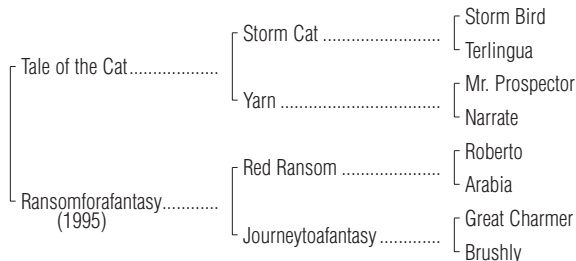 Storm Bird
Storm Cat ........................
Terlingua
Tale of the Cat..................
Mr. Prospector
Yarn .................................
Narrate
Roberto
Red Ransom ....................
Arabia
Ransomforafantasy...........
(1995)
Great Charmer
Journeytoafantasy ............
Brushly